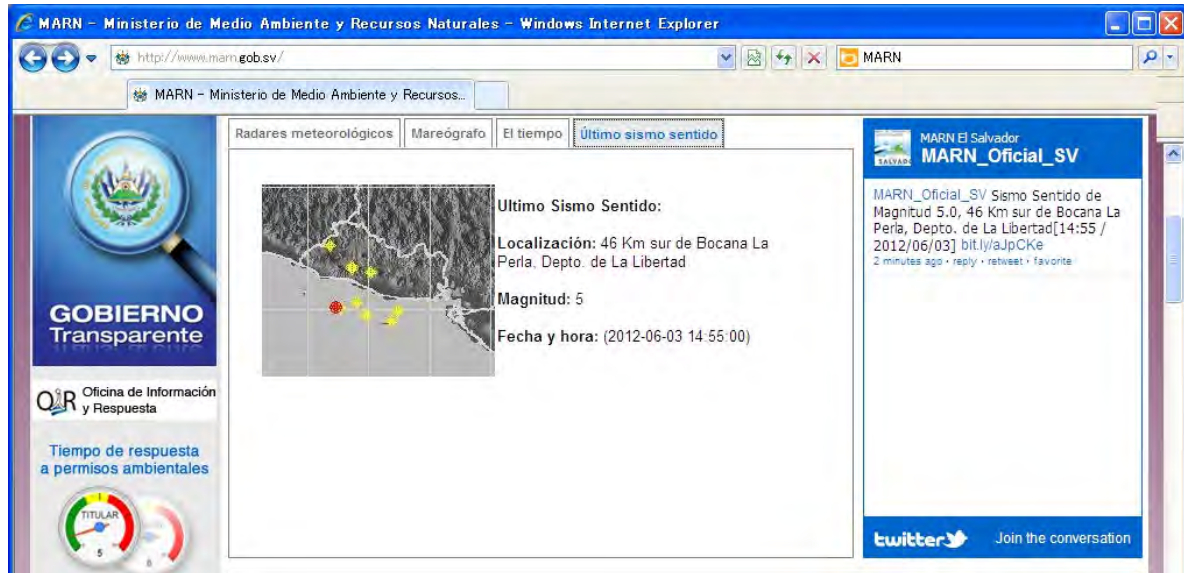 MARN - Ministerio de Medio Ambiente y Recursos Naturales - Windows Internet Explorer
http://www.marn.gob.sv/
MARN
MARN - Ministerio de Medio Ambiente y Recursos...
Radares meteorológicos
Mareógrafo
El tiempo
Último sismo sentido
GOBIERNO
Transparente
Oficina de Información
y Respuesta
Tiempo de respuesta
a permisos ambientales
TITULAR
5
Ultimo Sismo Sentido:
Localización: 46 Km sur de Bocana La
Perla, Depto. de La Libertad
Magnitud: 5
Fecha y hora: (2012-06-03 14:55:00)
MARN El Salvador
MARN_Oficial_SV
MARN_Oficial_SV Sismo Sentido de
Magnitud 5.0, 46 Km sur de Bocana La
Perla, Depto. de La Libertad[14:55 /
2012/06/03] bit.ly/aJpCKe
2 minutes ago · reply · retweet · favorite
twitter
Join the conversation